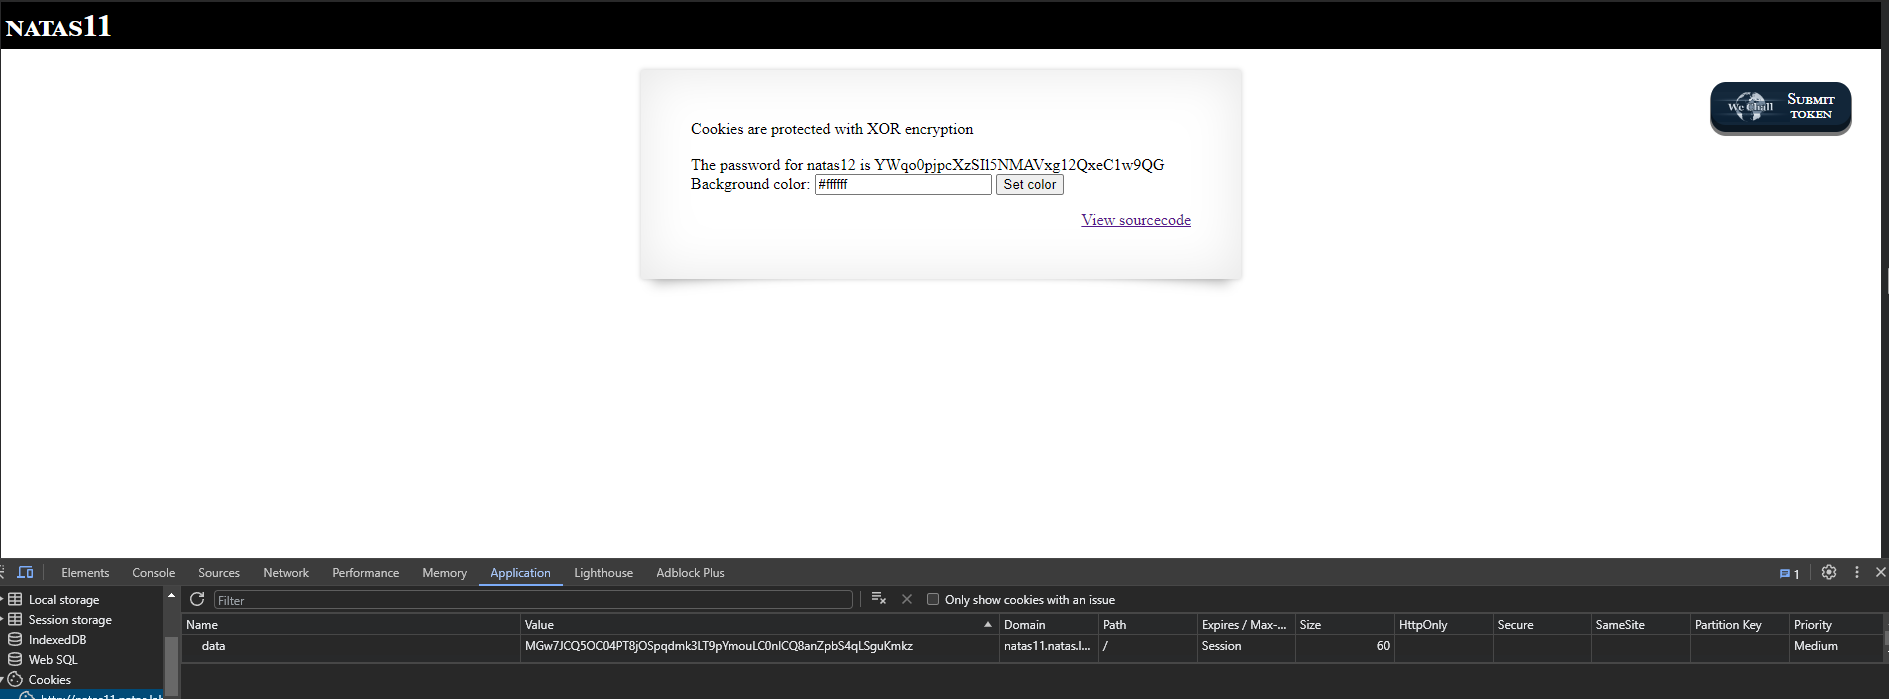 NATAS11
We Chall
SUBMIT
TOKEN
Cookies are protected with XOR encryption
The password for natas12 is YWqo0pjpcXzSIl5NMAVxg12QxeC1w9QG
Background color: #ffffff Set color
View sourcecode
Elements Console Sources Network Performance Memory Application Lighthouse Adblock Plus 1
Local storage
Session storage
IndexedDB
Web SQL
Cookies
Filter Only show cookies with an issue
Name Value Domain Path Expires / Max-... Size HttpOnly Secure SameSite Partition Key Priority
data MGw7JCQ5OC04PT8jOSpqdmk3LT9pYmouLC0nICQ8anZpbS4qLSguKmkz natas11.natas.l... / Session 60 Medium